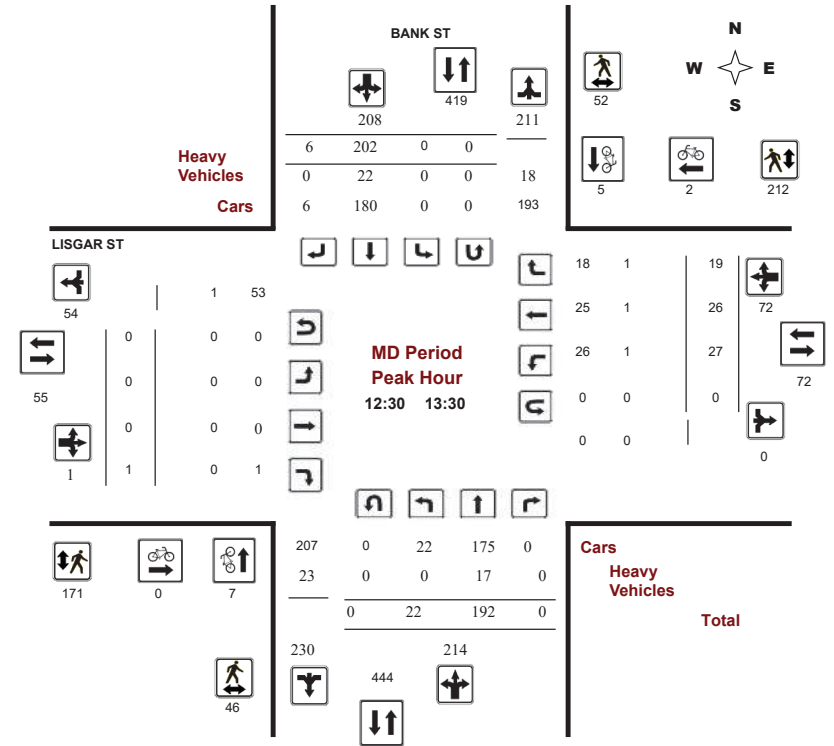 BANK ST
N
W E
S
419
52
208 211
6 202 0 0
Heavy
Vehicles
0 22 0 0 18
Cars
6 180 0 0 193
5 2 212
LISGAR ST
54
1 53
18 1 19
72
0 0 0
25 1 26
55
MD Period
Peak Hour
12:30 13:30
26 1 27
72
0 0 0
0 0 0
0 0 0
0 0
0
1
1 0 1
207 0 22 175 0
Cars
23 0 0 17 0
Heavy
Vehicles
0 22 192 0
Total
171 0 7
230 214
444
46